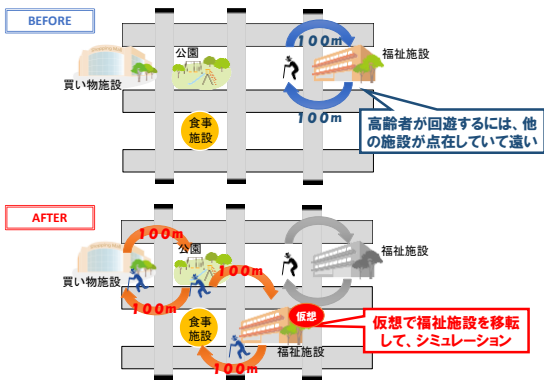 BEFORE
公園
100m
福祉施設
買い物施設
100m
食事
施設
高齢者が回遊するには、他
の施設が点在していて遠い
AFTER
100m
公園
100m
福祉施設
買い物施設
100m
食事
施設
仮想
福祉施設
100m
仮想で福祉施設を移転
して、シミュレーション